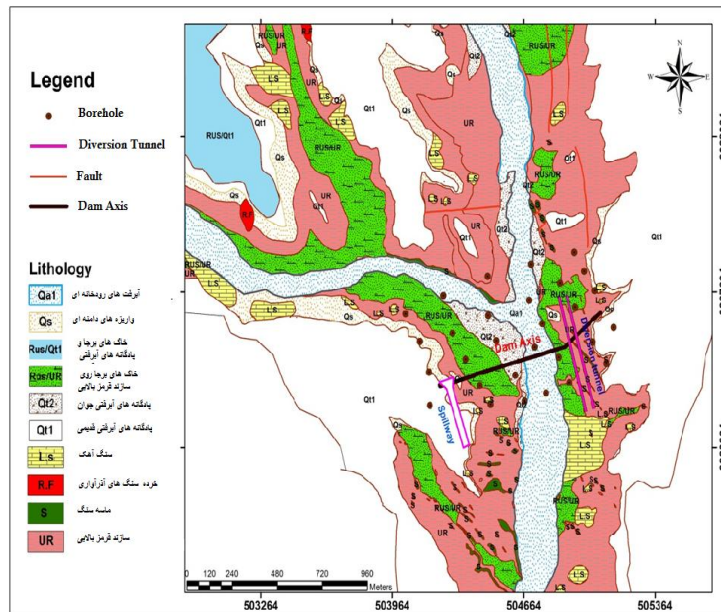 Legend
Borehole
Diversion Tunnel
Fault
Dam Axis
Lithology
Qa1 آبرفت های رودخانه ای
Qs واریزه های دامنه ای
Rus/Qt1 خاک های برجا و
پادگانه های آبرفتی
Rus/UR خاک های برجا روی
سازند قرمز بالایی
Qt2 پادگانه های آبرفتی جوان
Qt1 پادگانه های آبرفتی قدیمی
L.s سنگ آهک
R.F خرده سنگ های آذرآواری
S ماسه سنگ
UR سازند قرمز بالایی
N
W E
S
RUS/Qt1
Qt1
Qs
UR
R.F
L.S
RUS/UR
Qt2
Qa1
Dam Axis
Diversion tunnel
Spillway
0 120 240 480 720 960
Meters
503264 503964 504664 505364